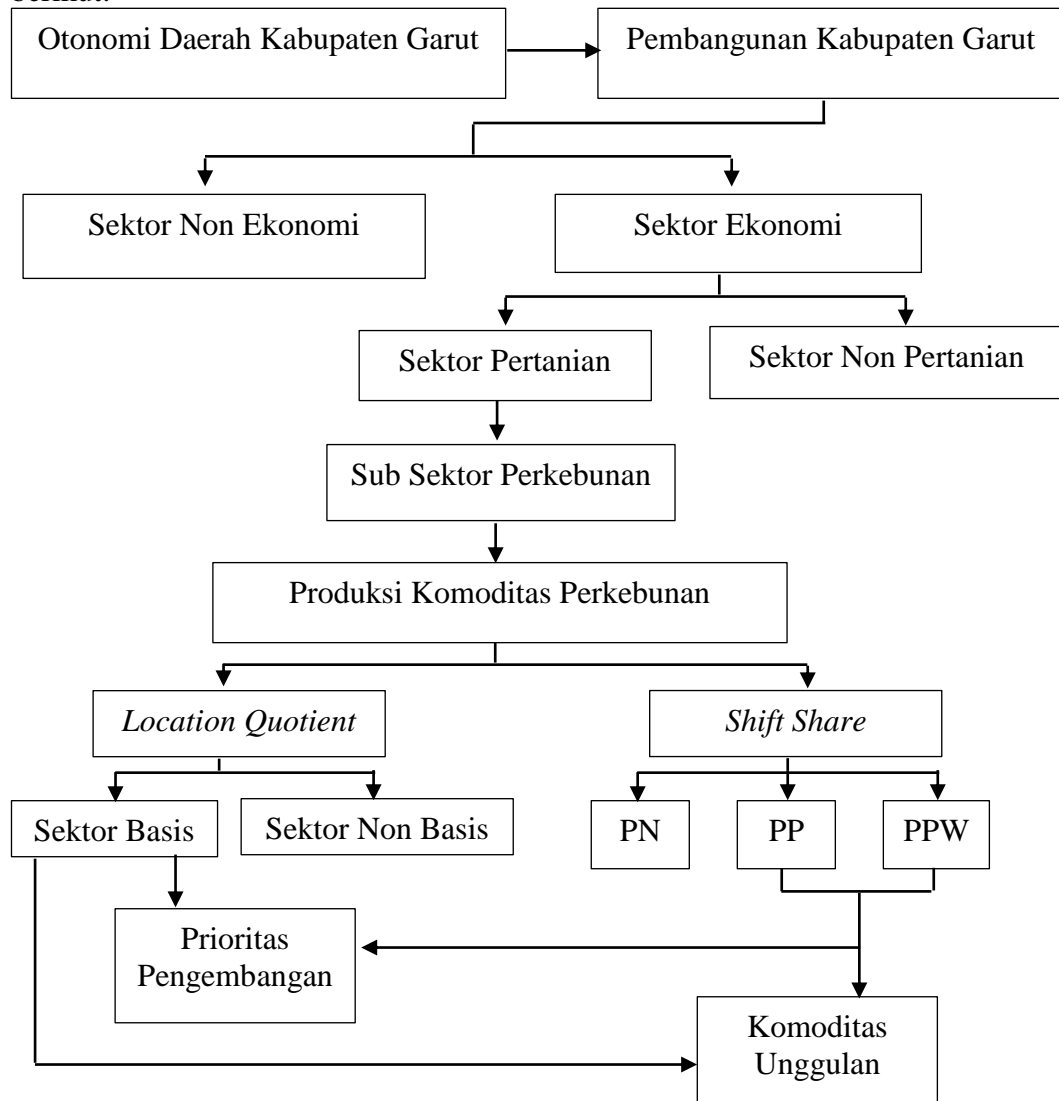 Otonomi Daerah Kabupaten Garut
Pembangunan Kabupaten Garut
Sektor Non Ekonomi
Sektor Ekonomi
Sektor Pertanian
Sektor Non Pertanian
Sub Sektor Perkebunan
Produksi Komoditas Perkebunan
Location Quotient
Shift Share
Sektor Basis
Sektor Non Basis
PN
PP
PPW
Prioritas
Pengembangan
Komoditas
Unggulan